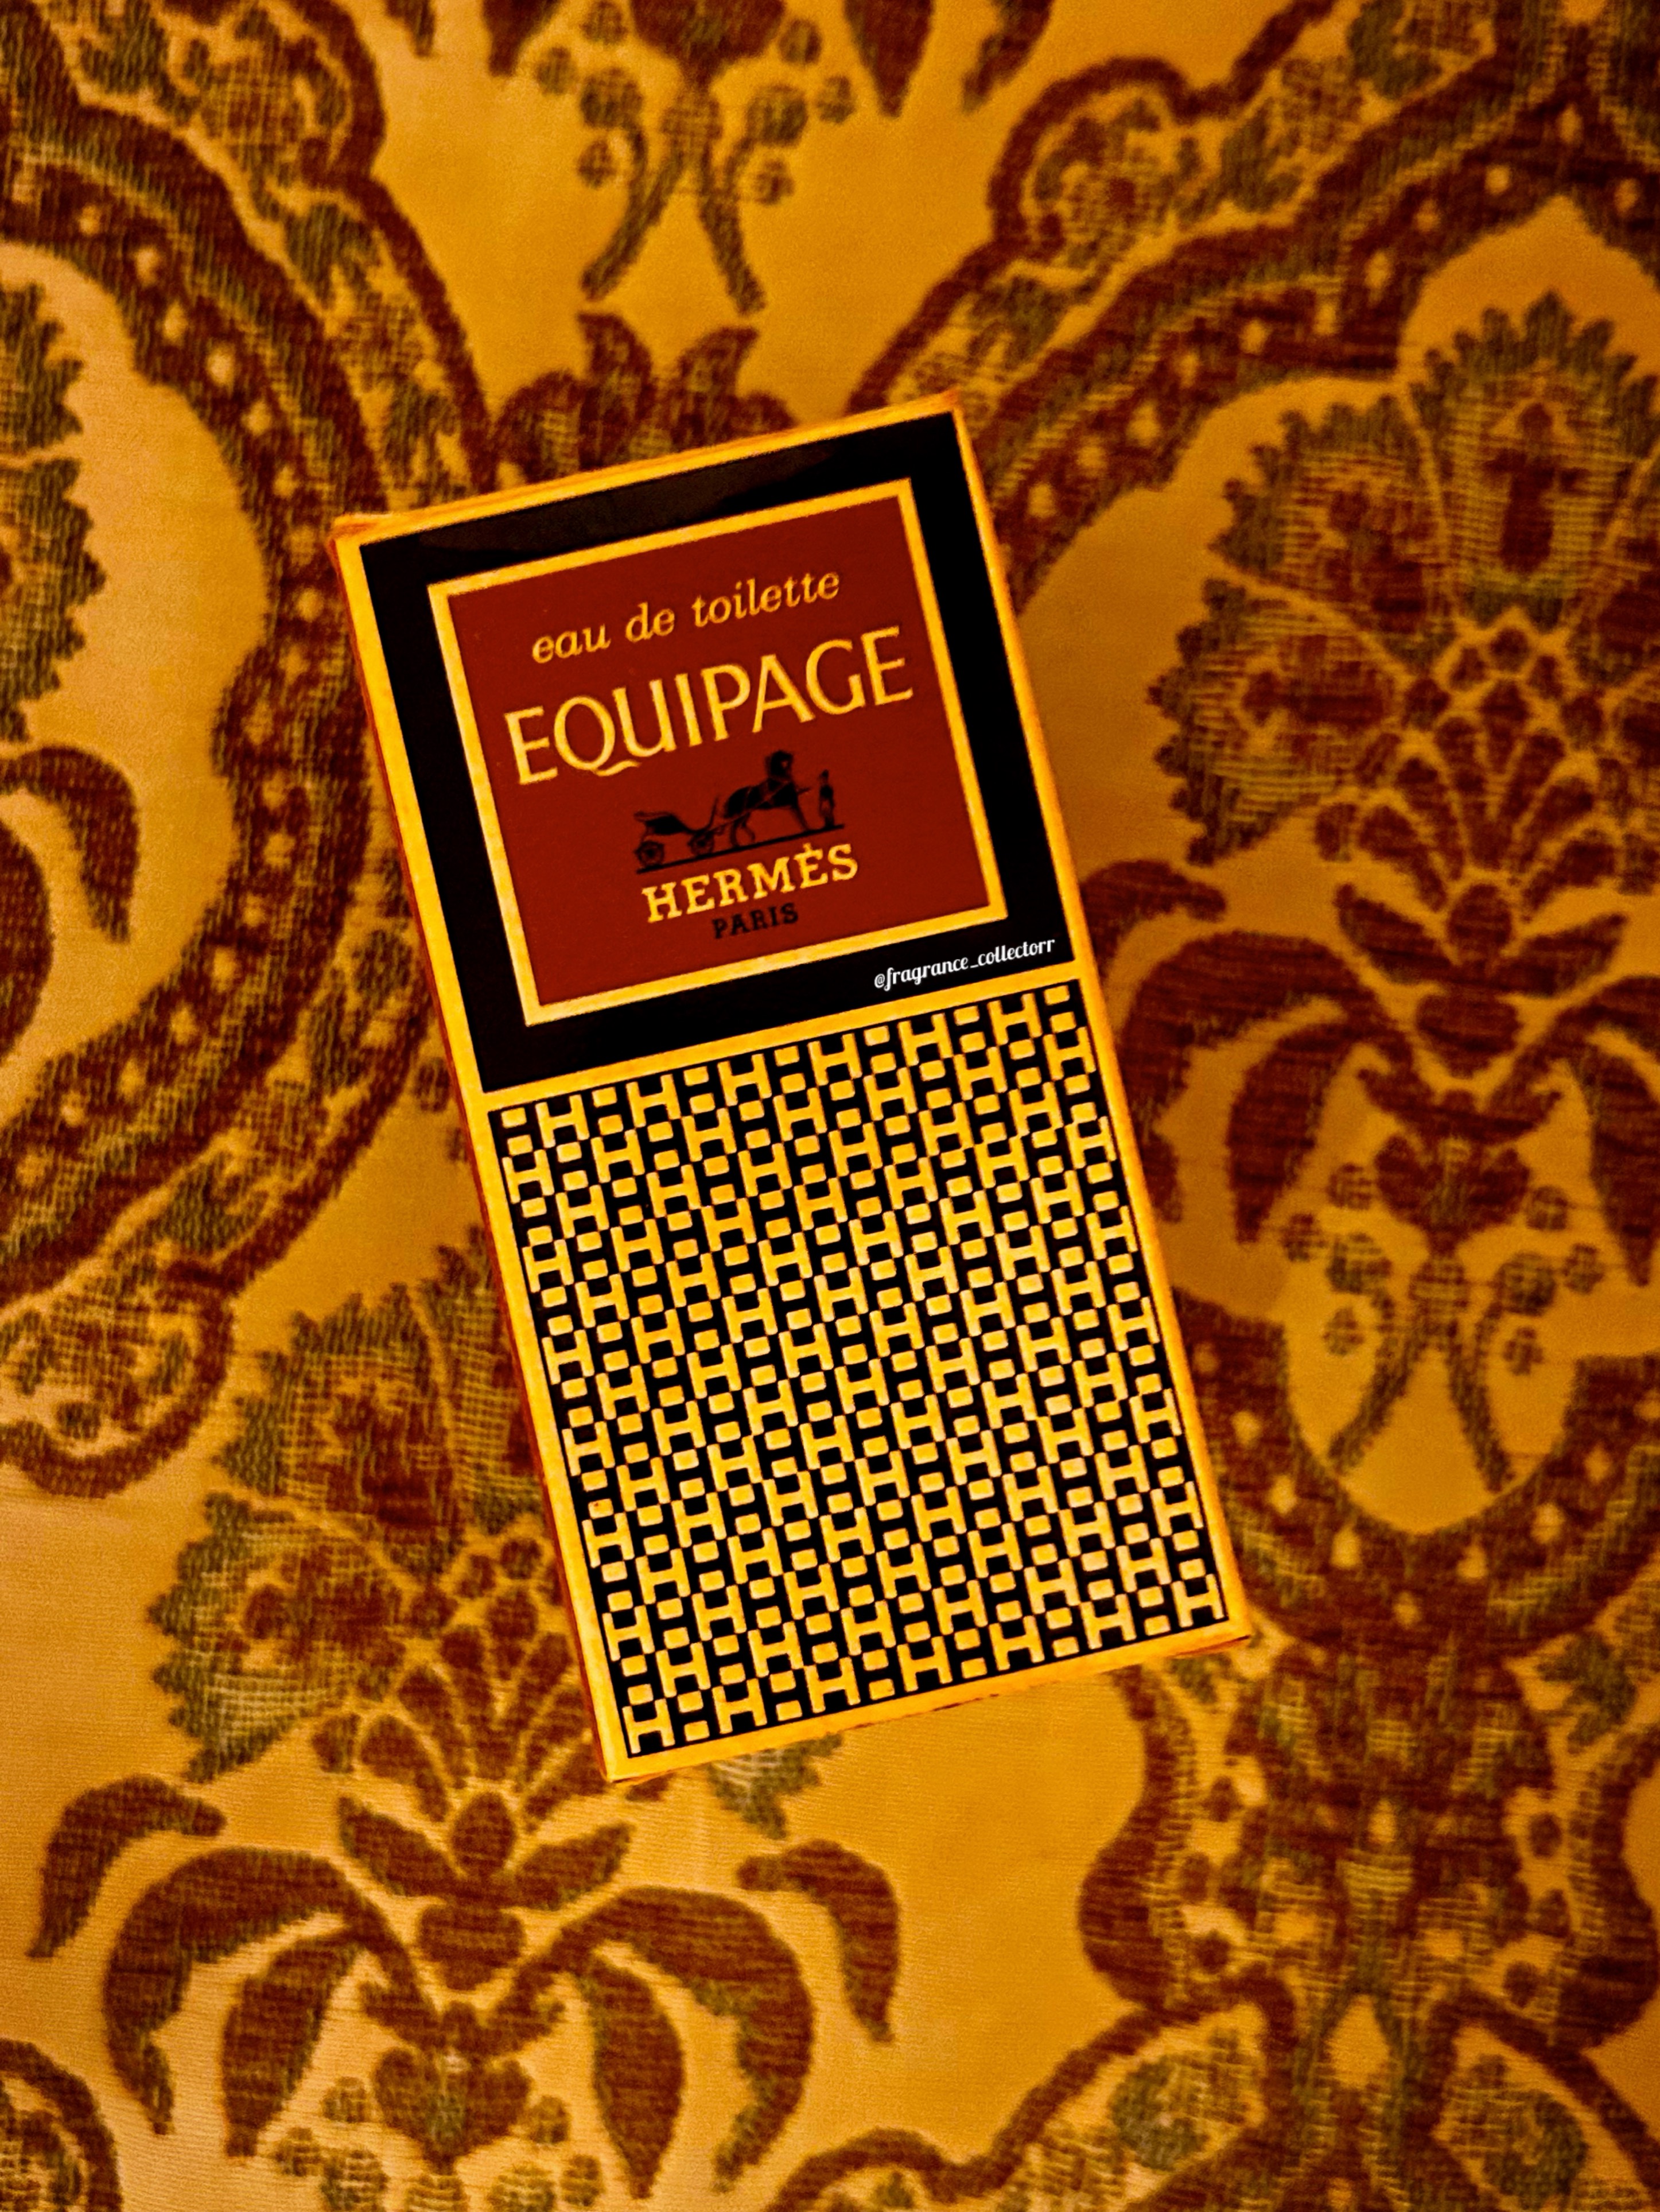 eau de toilette
EQUIPAGE
HERMÈS
PARIS
@fragrance_collectorr